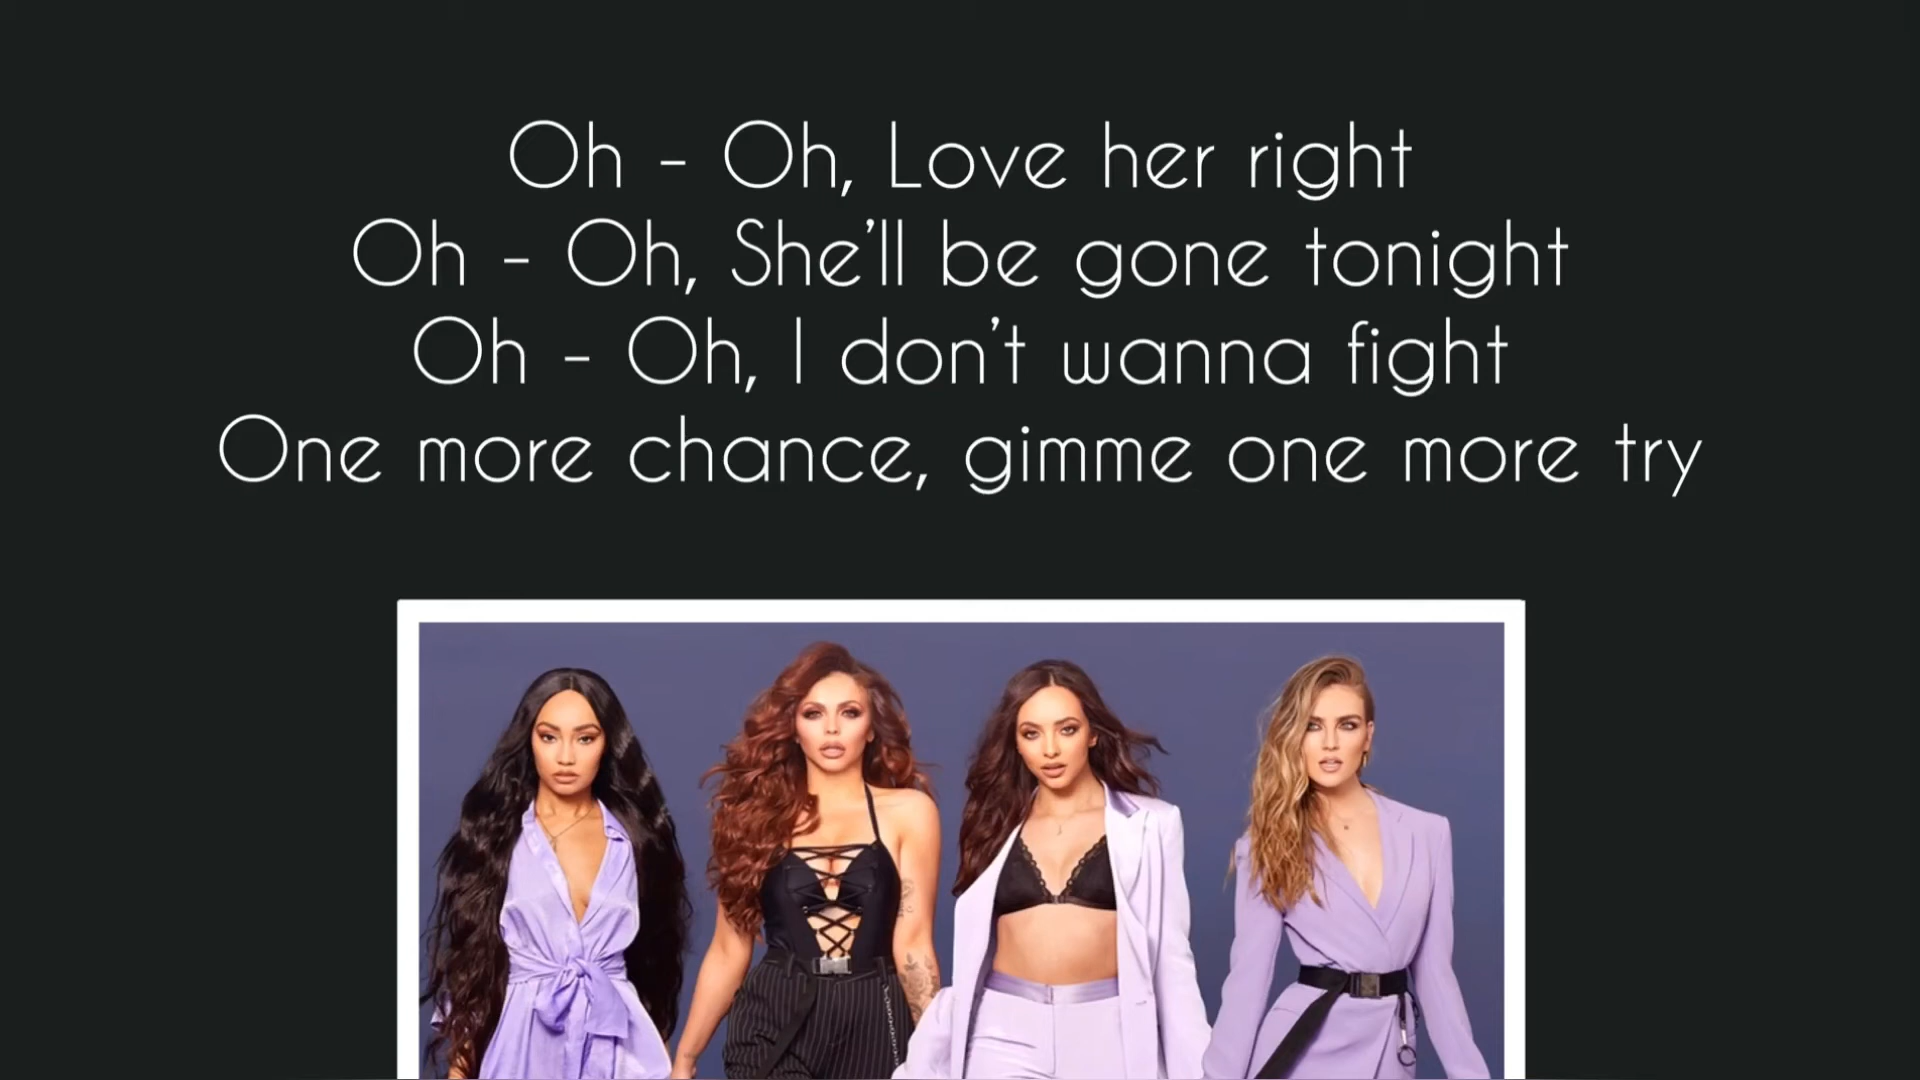 Oh - Oh, Love her right
Oh - Oh, She'll be gone tonight
Oh - Oh, I don't wanna fight
One more chance, gimme one more try